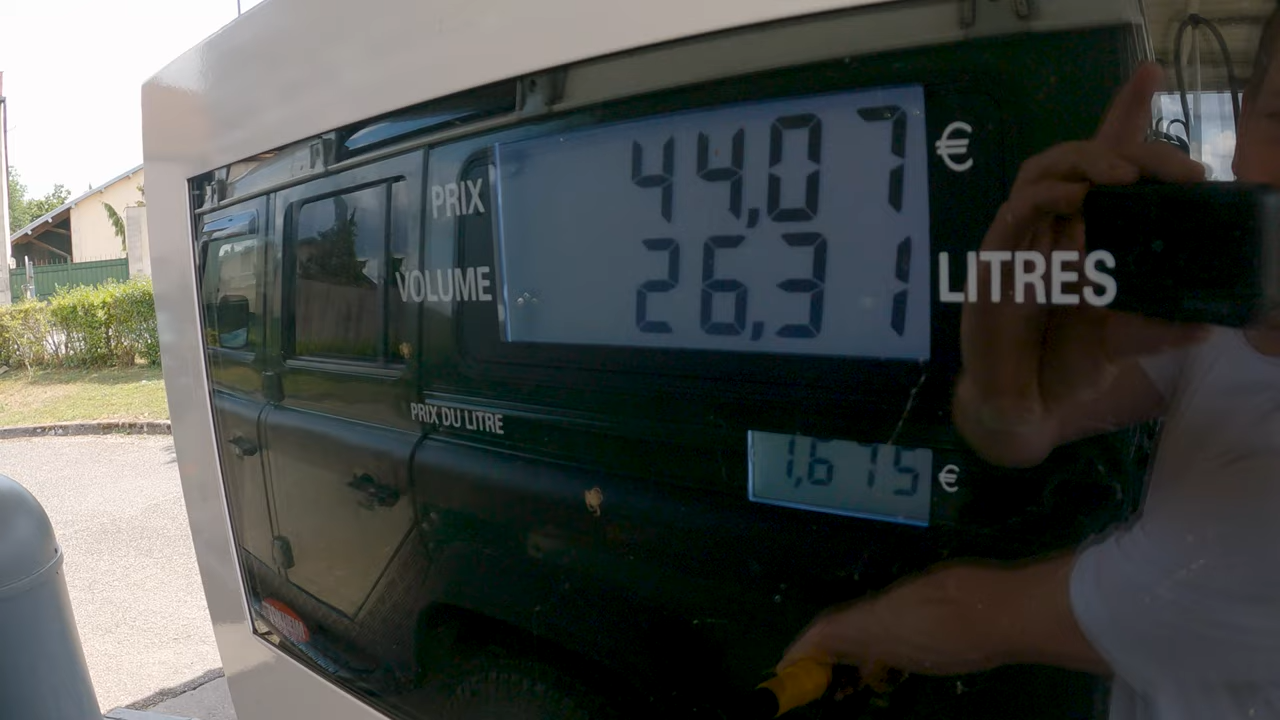 PRIX 44,07 €
VOLUME 26,31 LITRES
PRIX DU LITRE
1,675 €